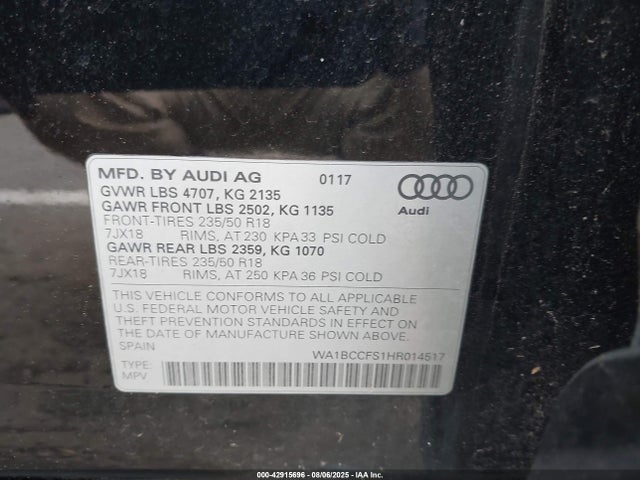 MFD. BY AUDI AG 0117
GVWR LBS 4707, KG 2135
GAWR FRONT LBS 2502, KG 1135
Audi
FRONT-TIRES 235/50 R18
7JX18 RIMS, AT 230 KPA 33 PSI COLD
GAWR REAR LBS 2359, KG 1070
REAR-TIRES 235/50 R18
7JX18 RIMS, AT 250 KPA 36 PSI COLD
THIS VEHICLE CONFORMS TO ALL APPLICABLE
U.S. FEDERAL MOTOR VEHICLE SAFETY AND
THEFT PREVENTION STANDARDS IN EFFECT ON
THE DATE OF MANUFACTURE SHOWN ABOVE.
SPAIN WA1BCCFS1HR014517
TYPE:
MPV
000-42915696 - 08/06/2025 - IAA Inc.